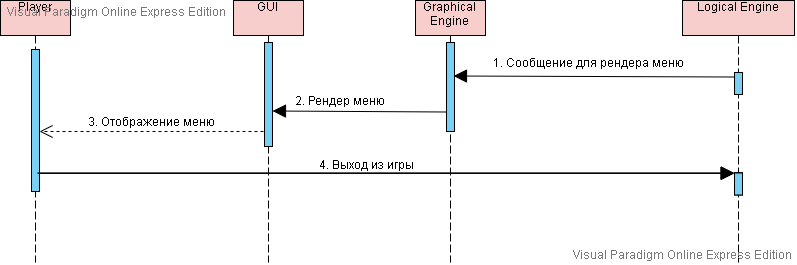 Visual Paradigm Online Express Edition
Player
GUI
Graphical
Engine
Logical Engine
1. Сообщение для рендера меню
2. Рендер меню
3. Отображение меню
4. Выход из игры
Visual Paradigm Online Express Edition